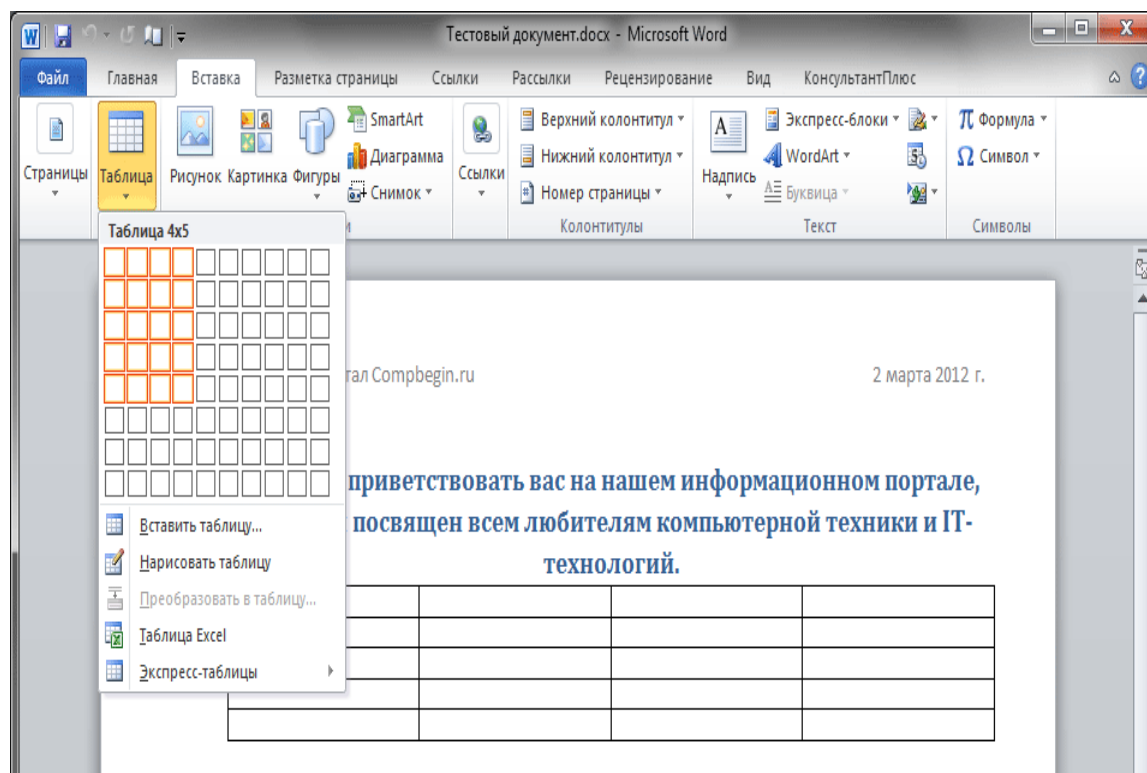 Тестовый документ.docx - Microsoft Word
Файл Главная Вставка Разметка страницы Ссылки Рассылки Рецензирование Вид КонсультантПлюс
Страницы
Таблица
Рисунок Картинка Фигуры
SmartArt
Диаграмма
Снимок
Ссылки
Верхний колонтитул
Нижний колонтитул
Номер страницы
Колонтитулы
Надпись
Экспресс-блоки
WordArt
Буквица
Текст
π Формула
Ω Символ
Символы
Таблица 4x5
Вставить таблицу...
Нарисовать таблицу
Преобразовать в таблицу...
Таблица Excel
Экспресс-таблицы
Compbegin.ru 2 марта 2012 г.
приветствовать вас на нашем информационном портале,
посвящен всем любителям компьютерной техники и IT-
технологий.